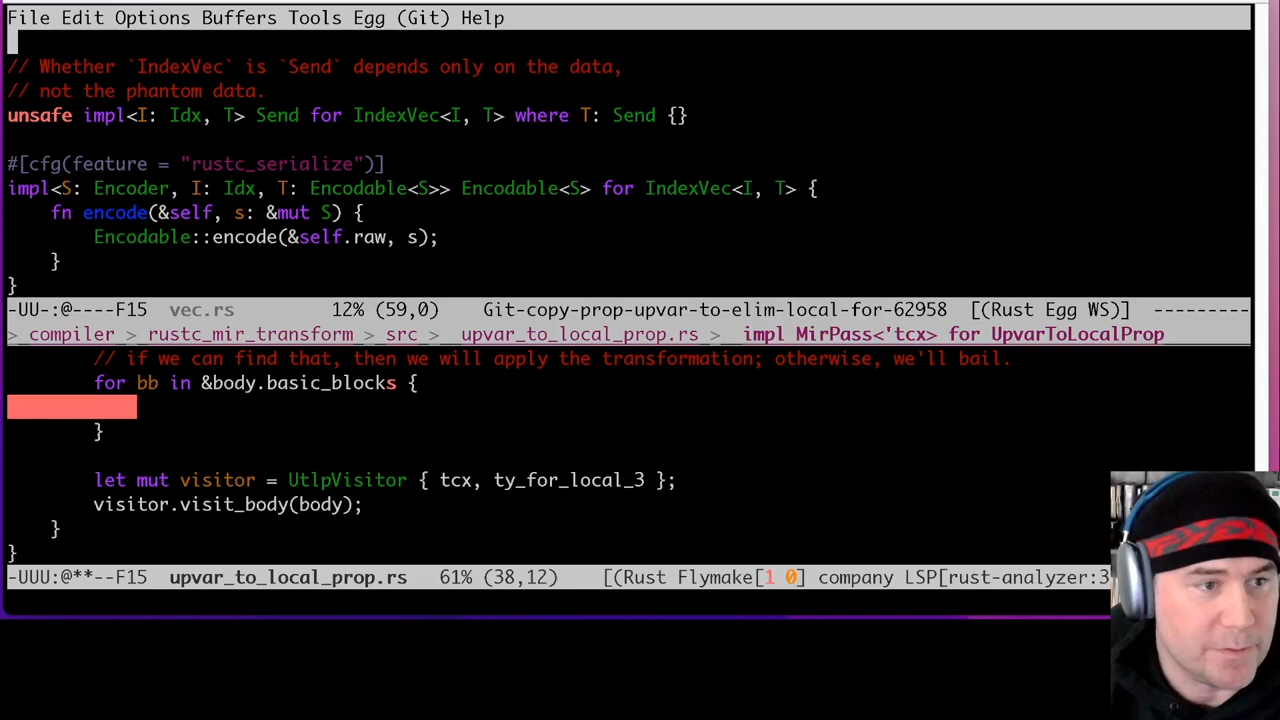 File Edit Options Buffers Tools Egg (Git) Help
// Whether `IndexVec` is `Send` depends only on the data,
// not the phantom data.
unsafe impl<I: Idx, T> Send for IndexVec<I, T> where T: Send {}
#[cfg(feature = "rustc_serialize")]
impl<S: Encoder, I: Idx, T: Encodable<S>> Encodable<S> for IndexVec<I, T> {
    fn encode(&self, s: &mut S) {
        Encodable::encode(&self.raw, s);
    }
}
-UU-:@----F15  vec.rs         12% (59,0)     Git-copy-prop-upvar-to-elim-local-for-62958  [(Rust Egg WS)] ---------
> compiler > rustc_mir_transform > src > upvar_to_local_prop.rs > impl MirPass<'tcx> for UpvarToLocalProp
        // if we can find that, then we will apply the transformation; otherwise, we'll bail.
        for bb in &body.basic_blocks {
        }
        let mut visitor = UtlpVisitor { tcx, ty_for_local_3 };
        visitor.visit_body(body);
    }
}
-UUU:@**--F15  upvar_to_local_prop.rs   61% (38,12)    [(Rust Flymake[1 0] company LSP[rust-analyzer:3